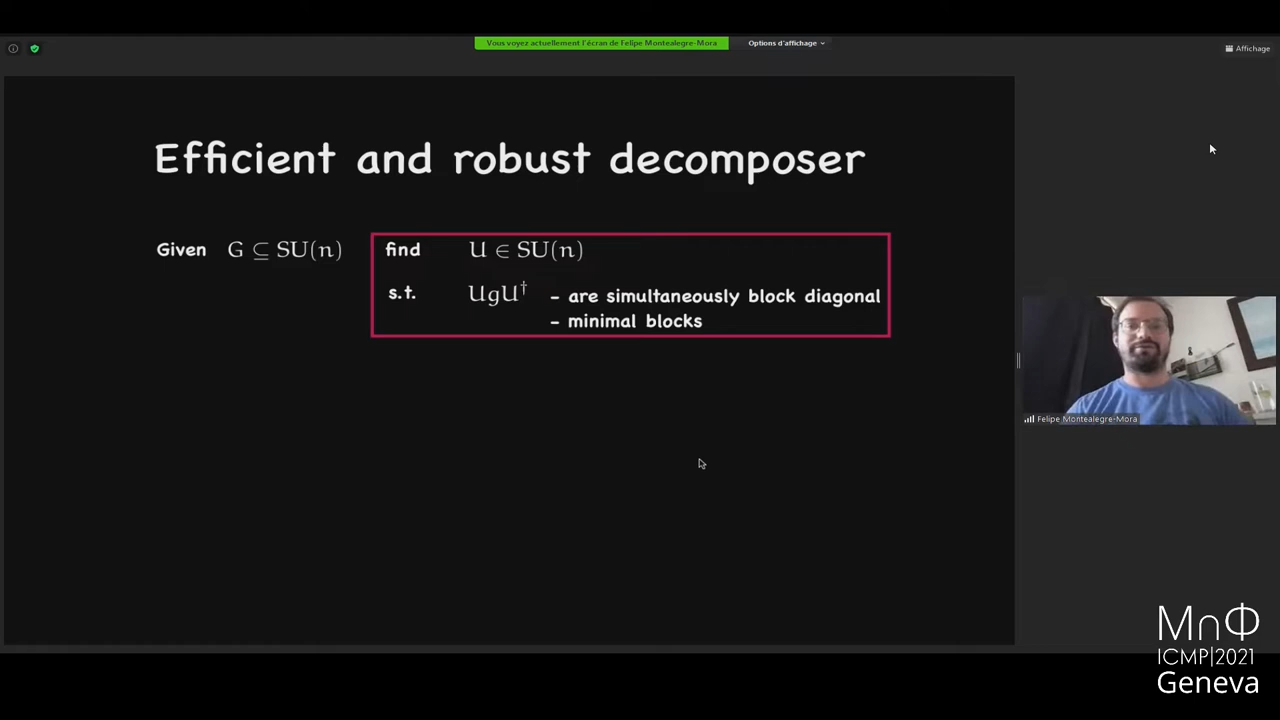 Vous voyez actuellement l'écran de Felipe Montealegre-Mora
Options d'affichage
Affichage
Efficient and robust decomposer
Given G ⊆ SU(n) find U ∈ SU(n)
s.t. UgU† - are simultaneously block diagonal
- minimal blocks
Felipe Montealegre-Mora
M∩Φ
ICMP|2021
Geneva